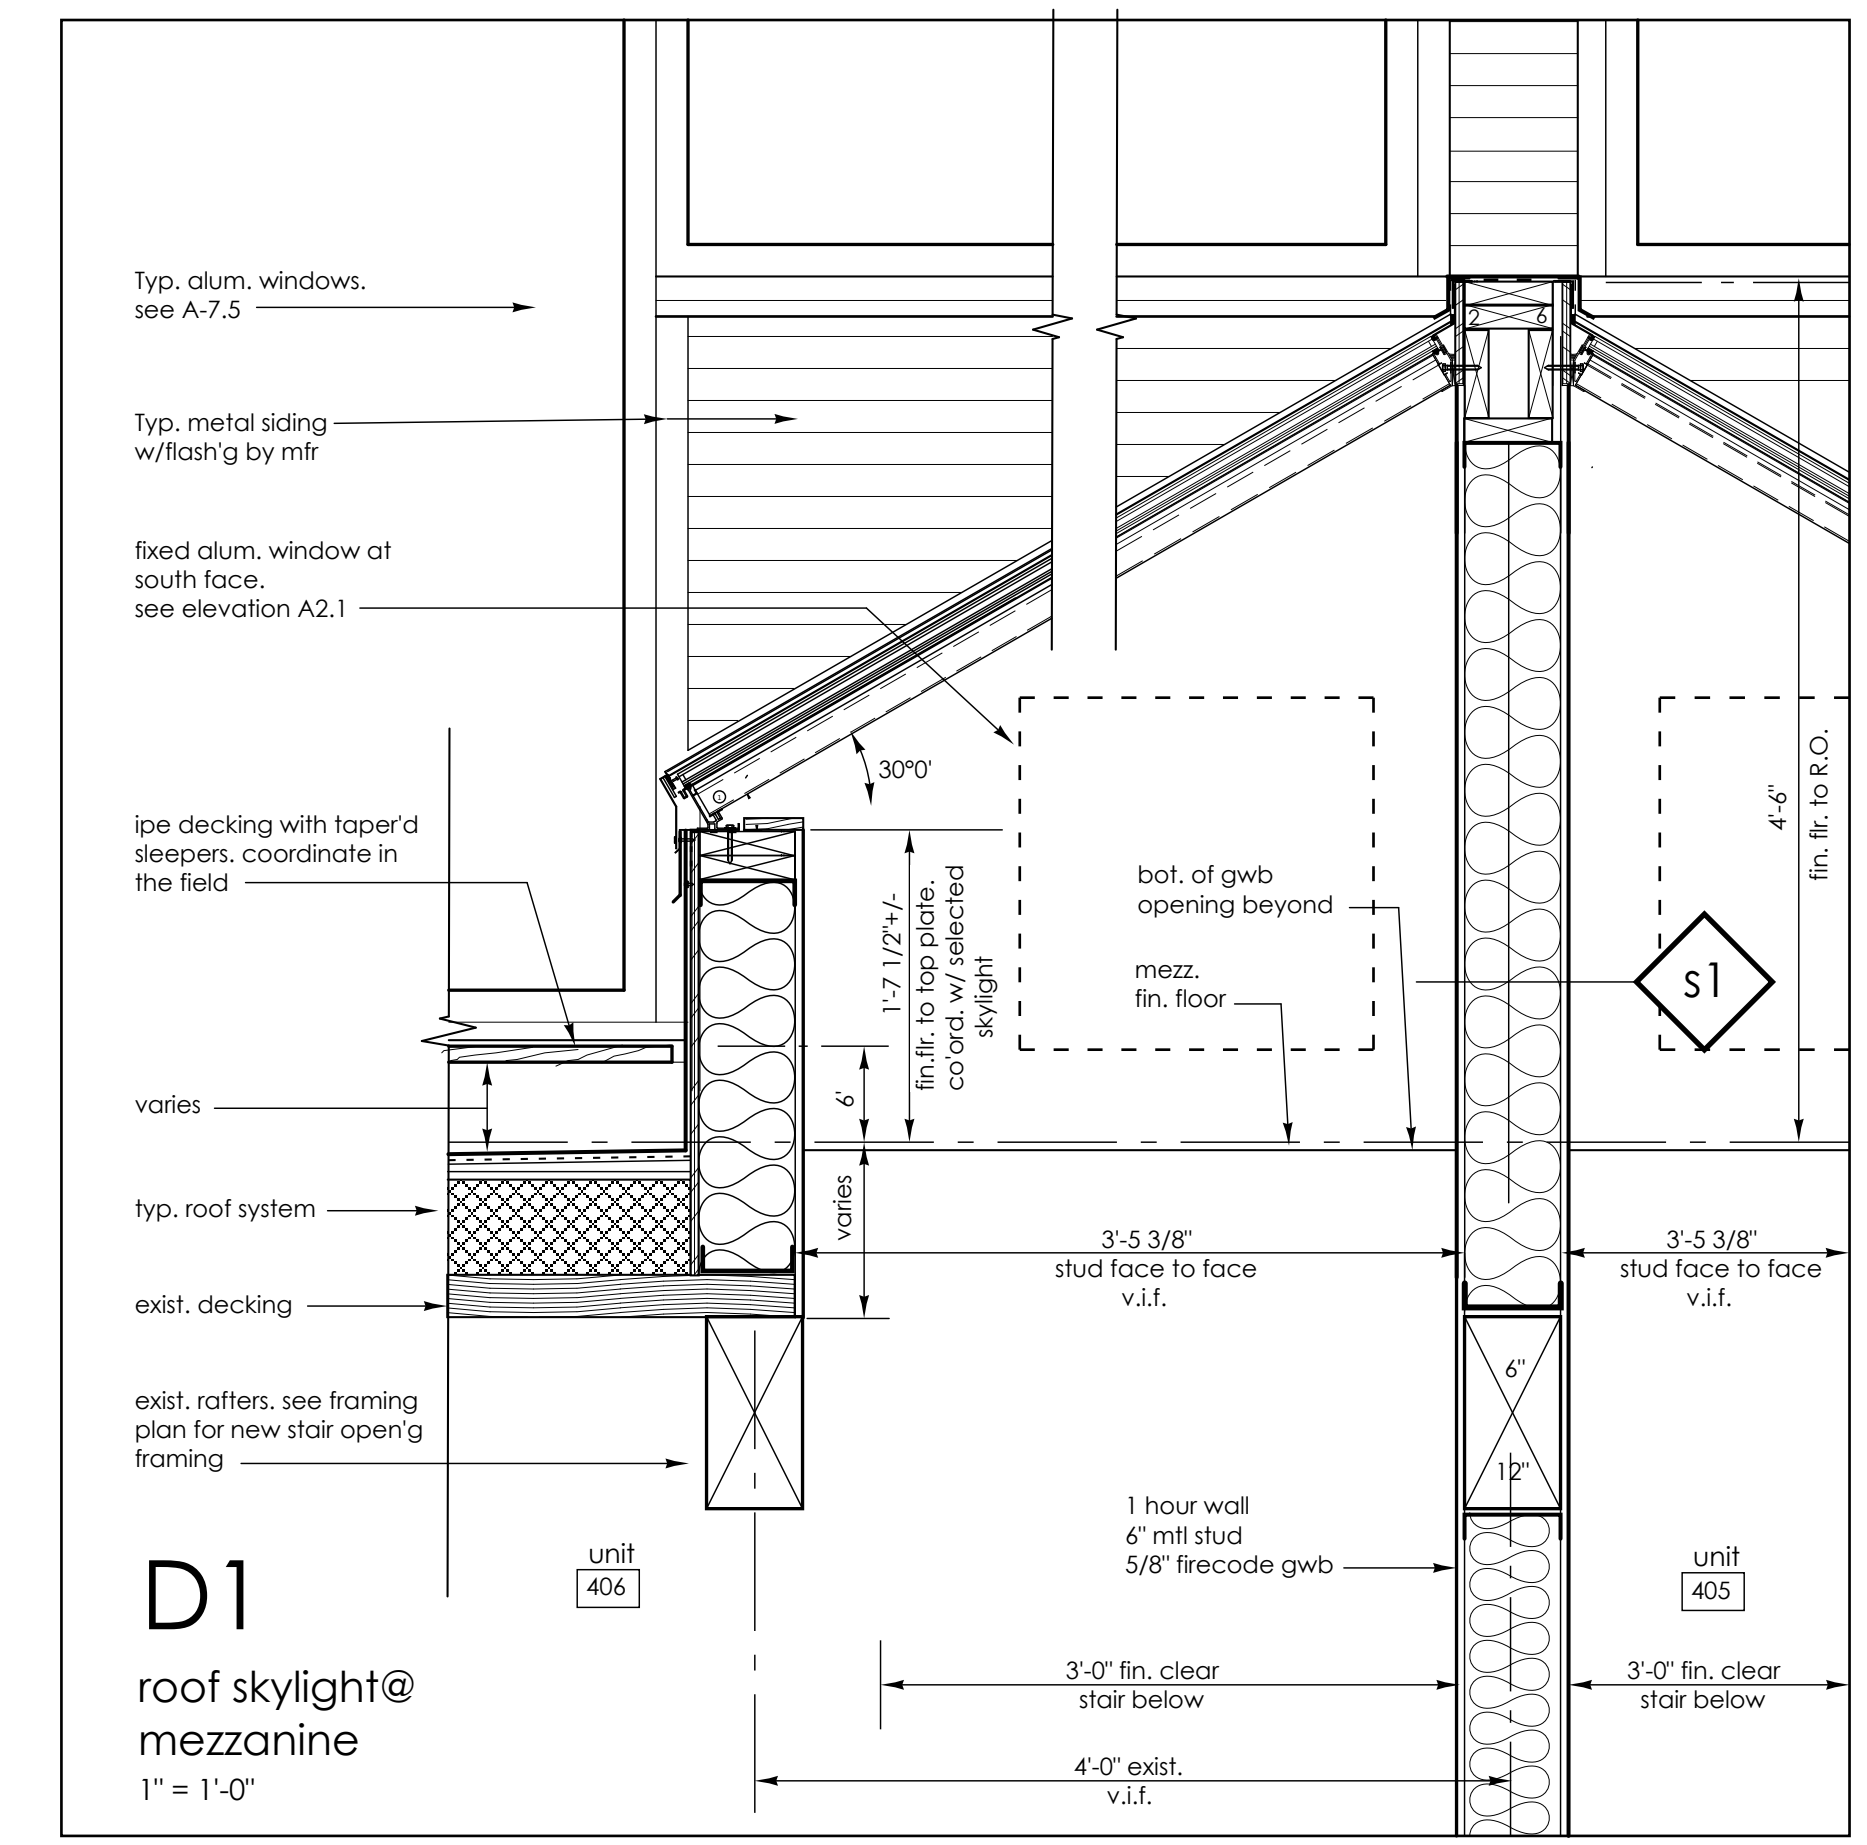 Typ. alum. windows.
see A-7.5
Typ. metal siding
w/flash'g by mfr
fixed alum. window at
south face.
see elevation A2.1
ipe decking with taper'd
sleepers. coordinate in
the field
varies
typ. roof system
exist. decking
exist. rafters. see framing
plan for new stair open'g
framing
2 6
30°0'
1
1'-7 1/2"+/-
fin.flr. to top plate.
co'ord. w/ selected
skylight
6'
varies
bot. of gwb
opening beyond
mezz.
fin. floor
s1
4'-6"
fin. flr. to R.O.
3'-5 3/8"
stud face to face
v.i.f.
3'-5 3/8"
stud face to face
v.i.f.
6"
12"
1 hour wall
6" mtl stud
5/8" firecode gwb
unit
406
unit
405
3'-0" fin. clear
stair below
3'-0" fin. clear
stair below
4'-0" exist.
v.i.f.
D1
roof skylight@
mezzanine
1" = 1'-0"